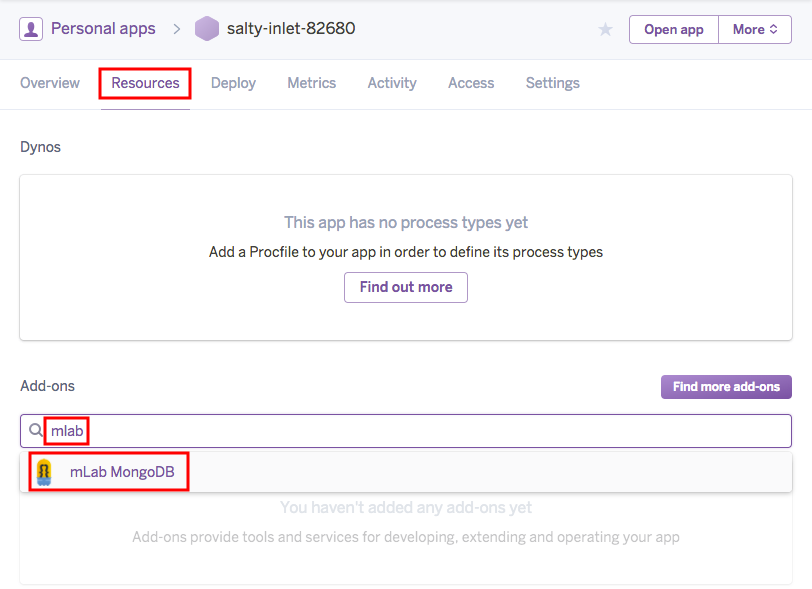 Personal apps > salty-inlet-82680 Open app More
Overview Resources Deploy Metrics Activity Access Settings
Dynos
This app has no process types yet
Add a Procfile to your app in order to define its process types
Find out more
Add-ons Find more add-ons
mlab
mLab MongoDB
You haven't added any add-ons yet
Add-ons provide tools and services for developing, extending and operating your app